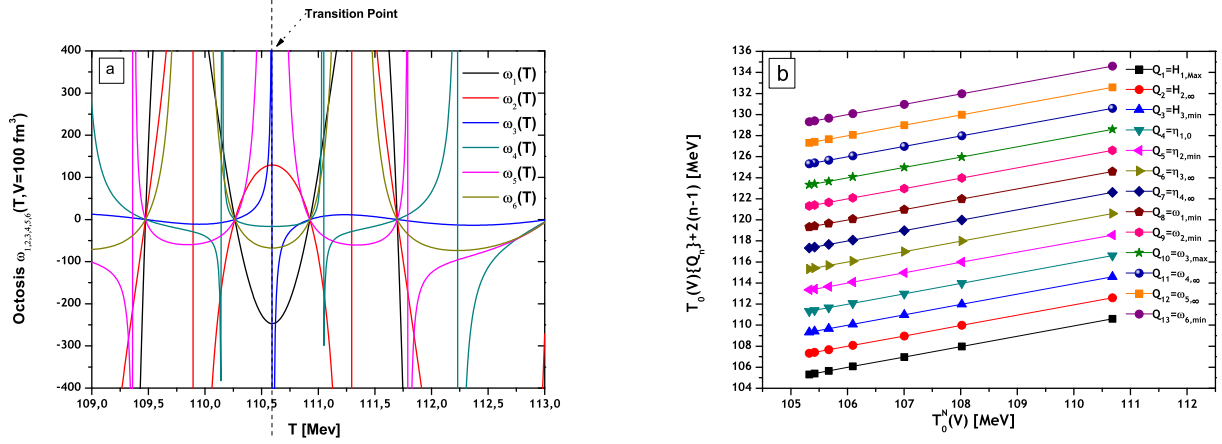 Transition Point
a
400
300
200
100
0
-100
-200
-300
-400
Octosis ω1,2,3,4,5,6(T,V=100 fm³)
109,0 109,5 110,0 110,5 111,0 111,5 112,0 112,5 113,0
T [Mev]
ω1(T)
ω2(T)
ω3(T)
ω4(T)
ω5(T)
ω6(T)
b
136
134
132
130
128
126
124
122
120
118
116
114
112
110
108
106
104
T0(V){Qn}+2(n-1) [MeV]
105 106 107 108 109 110 111 112
T0^N(V) [MeV]
Q1=H1,Max
Q2=H2,∞
Q3=H3,min
Q4=η1,0
Q5=η2,min
Q6=η3,∞
Q7=η4,∞
Q8=ω1,min
Q9=ω2,min
Q10=ω3,max
Q11=ω4,∞
Q12=ω5,∞
Q13=ω6,min